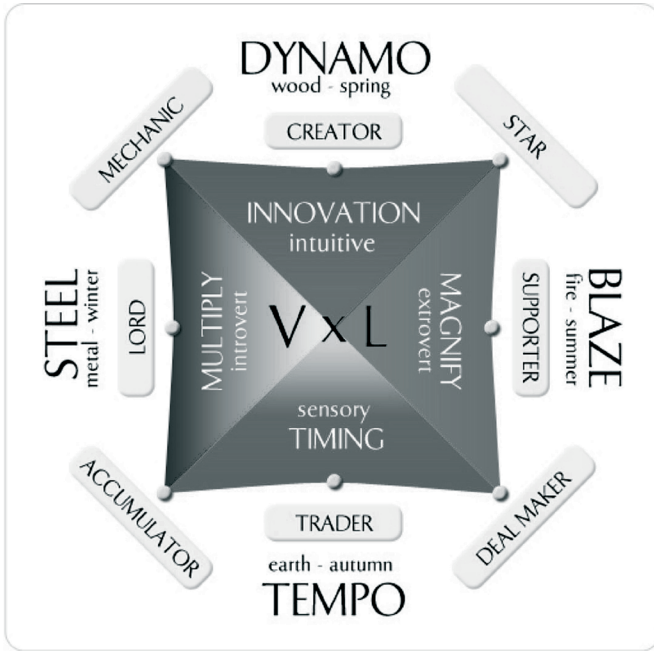 DYNAMO
wood - spring
MECHANIC
CREATOR
STAR
INNOVATION
intuitive
STEEL
metal - winter
LORD
MULTIPLY
introvert
V x L
MAGNIFY
extrovert
SUPPORTER
BLAZE
fire - summer
sensory
TIMING
ACCUMULATOR
TRADER
DEAL MAKER
earth - autumn
TEMPO